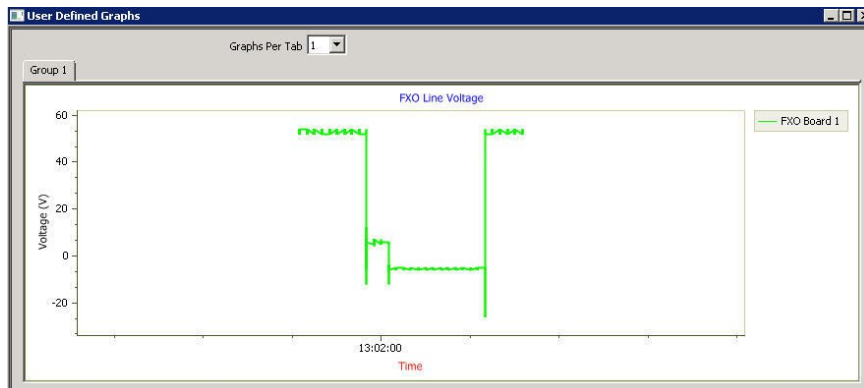 User Defined Graphs
Graphs Per Tab 1
Group 1
FXO Line Voltage
60
40
20
0
-20
Voltage (V)
FXO Board 1
13:02:00
Time